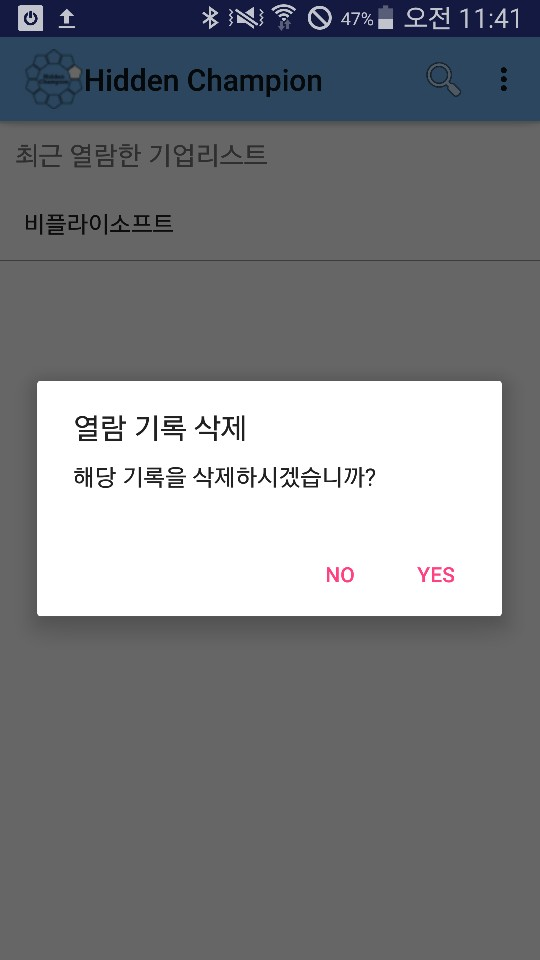 47% 오전 11:41
Hidden Champion
최근 열람한 기업리스트
비플라이소프트
열람 기록 삭제
해당 기록을 삭제하시겠습니까?
NO YES